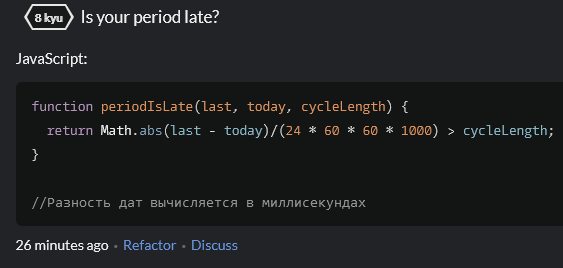 8 kyu Is your period late?
JavaScript:
function periodIsLate(last, today, cycleLength) {
  return Math.abs(last - today)/(24 * 60 * 60 * 1000) > cycleLength;
}
//Разность дат вычисляется в миллисекундах
26 minutes ago • Refactor • Discuss